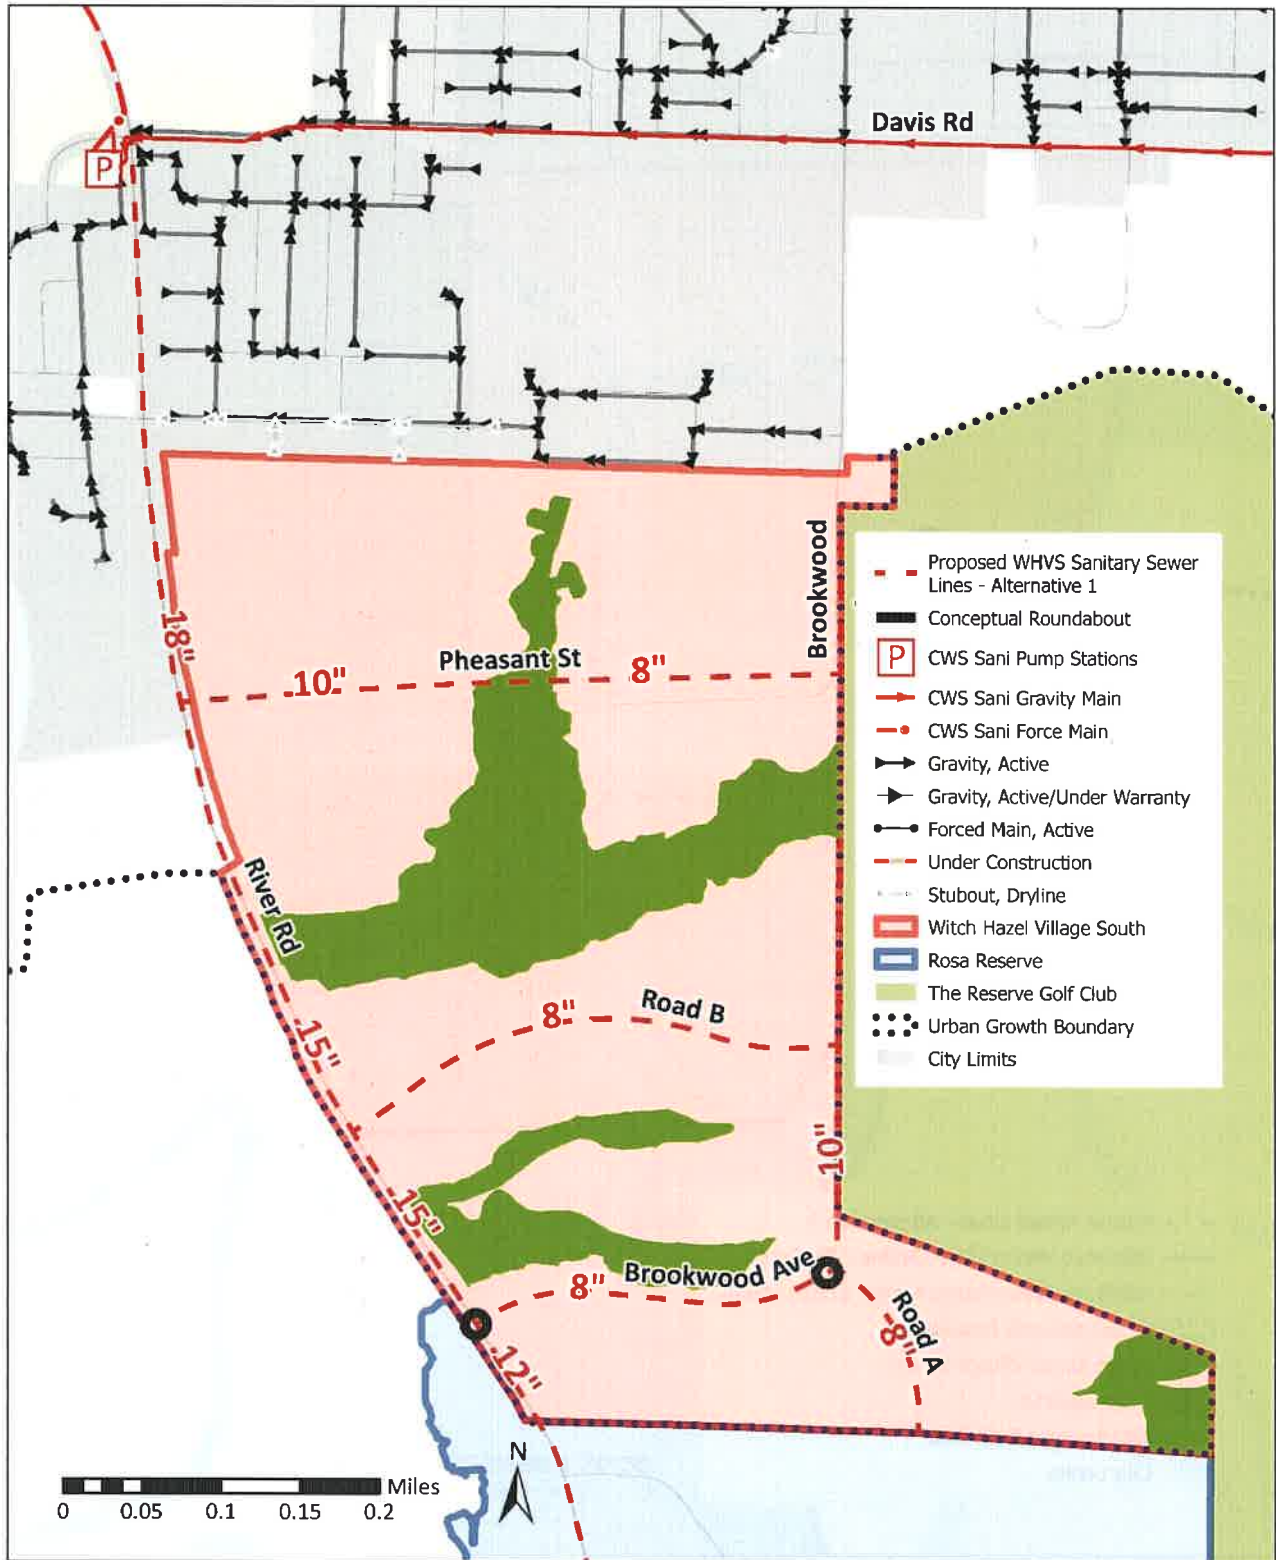 Davis Rd
P
Brookwood
Proposed WHVS Sanitary Sewer
Lines - Alternative 1
Conceptual Roundabout
P
CWS Sani Pump Stations
CWS Sani Gravity Main
CWS Sani Force Main
Gravity, Active
Gravity, Active/Under Warranty
Forced Main, Active
Under Construction
Stubout, Dryline
Witch Hazel Village South
Rosa Reserve
The Reserve Golf Club
Urban Growth Boundary
City Limits
18"
Pheasant St
10"
8"
River Rd
15"
8"
Road B
10"
15"
8"
Brookwood Ave
Road A
8"
12"
N
Miles
0 0.05 0.1 0.15 0.2